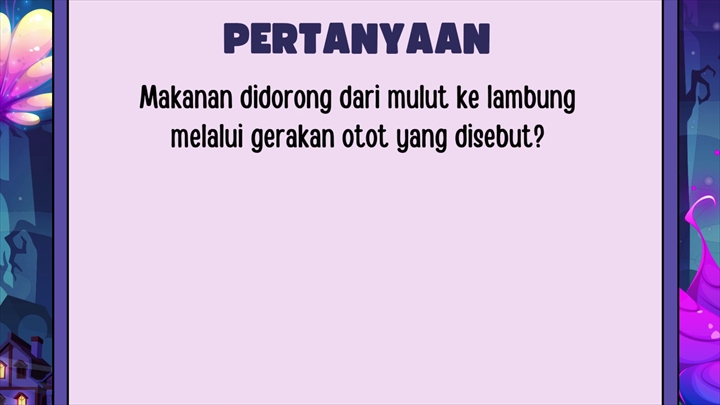 PERTANYAAN
Makanan didorong dari mulut ke lambung
melalui gerakan otot yang disebut?